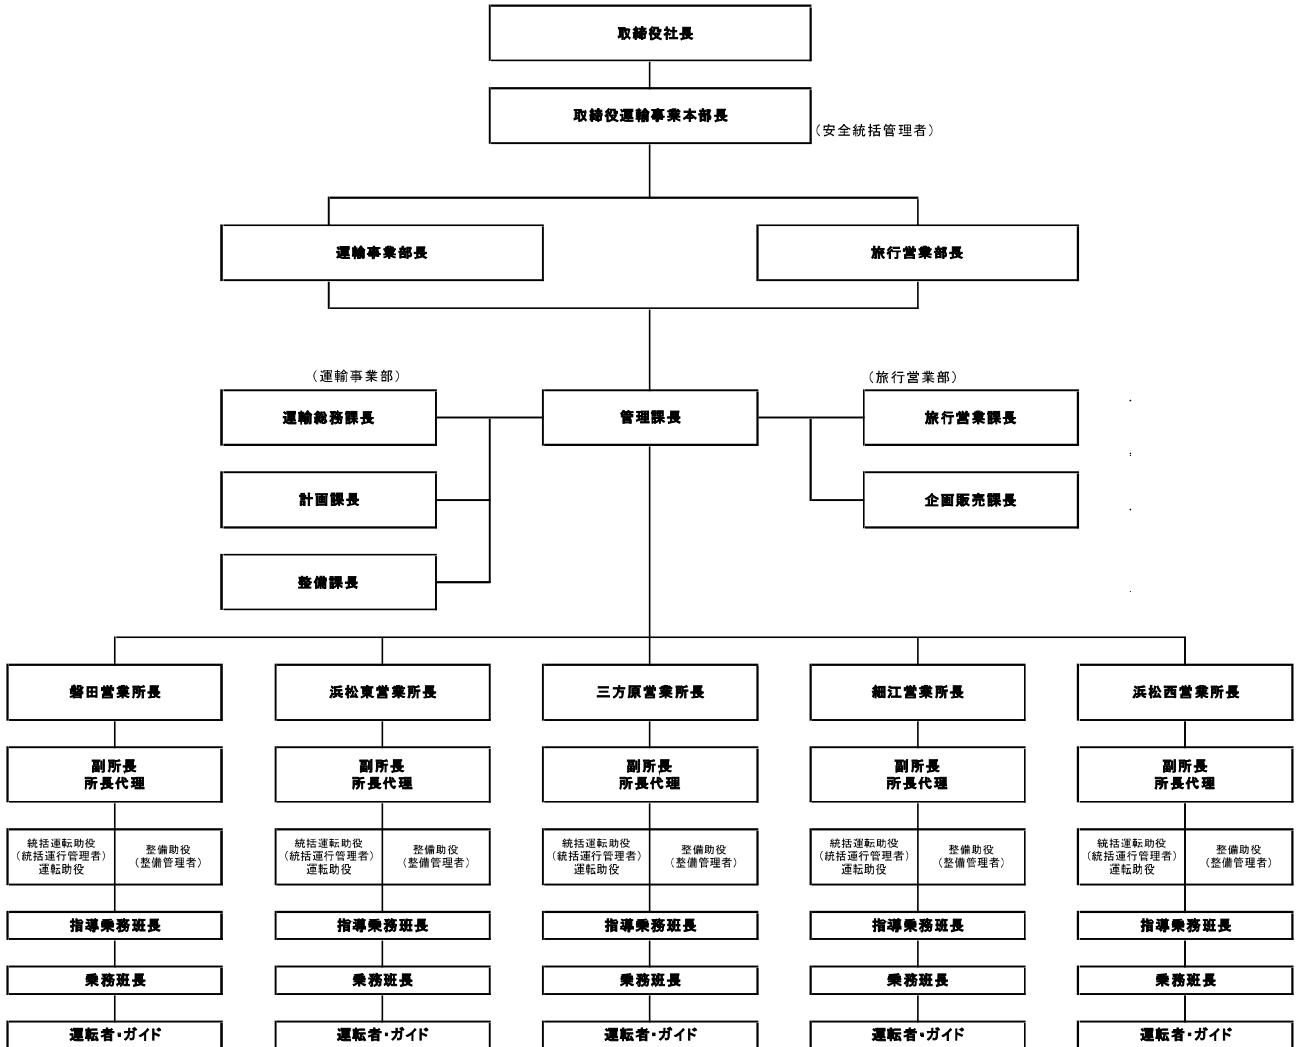 取締役社長
取締役運輸事業本部長
（安全統括管理者）
運輸事業部長
旅行営業部長
（運輸事業部）
（旅行営業部）
運輸総務課長
管理課長
旅行営業課長
計画課長
企画販売課長
整備課長
磐田営業所長
浜松東営業所長
三方原営業所長
細江営業所長
浜松西営業所長
副所長
所長代理
副所長
所長代理
副所長
所長代理
副所長
所長代理
副所長
所長代理
統括運転助役
（統括運行管理者）
運転助役
整備助役
（整備管理者）
統括運転助役
（統括運行管理者）
運転助役
整備助役
（整備管理者）
統括運転助役
（統括運行管理者）
運転助役
整備助役
（整備管理者）
統括運転助役
（統括運行管理者）
運転助役
整備助役
（整備管理者）
統括運転助役
（統括運行管理者）
運転助役
整備助役
（整備管理者）
指導乗務班長
指導乗務班長
指導乗務班長
指導乗務班長
指導乗務班長
乗務班長
乗務班長
乗務班長
乗務班長
乗務班長
運転者・ガイド
運転者・ガイド
運転者・ガイド
運転者・ガイド
運転者・ガイド